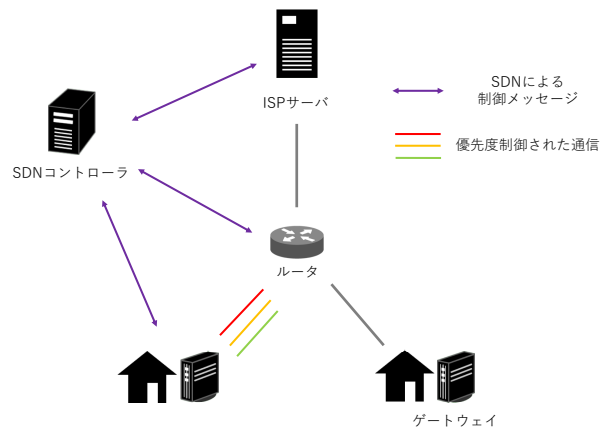 ISPサーバ
SDNによる
制御メッセージ
優先度制御された通信
SDNコントローラ
ルータ
ゲートウェイ